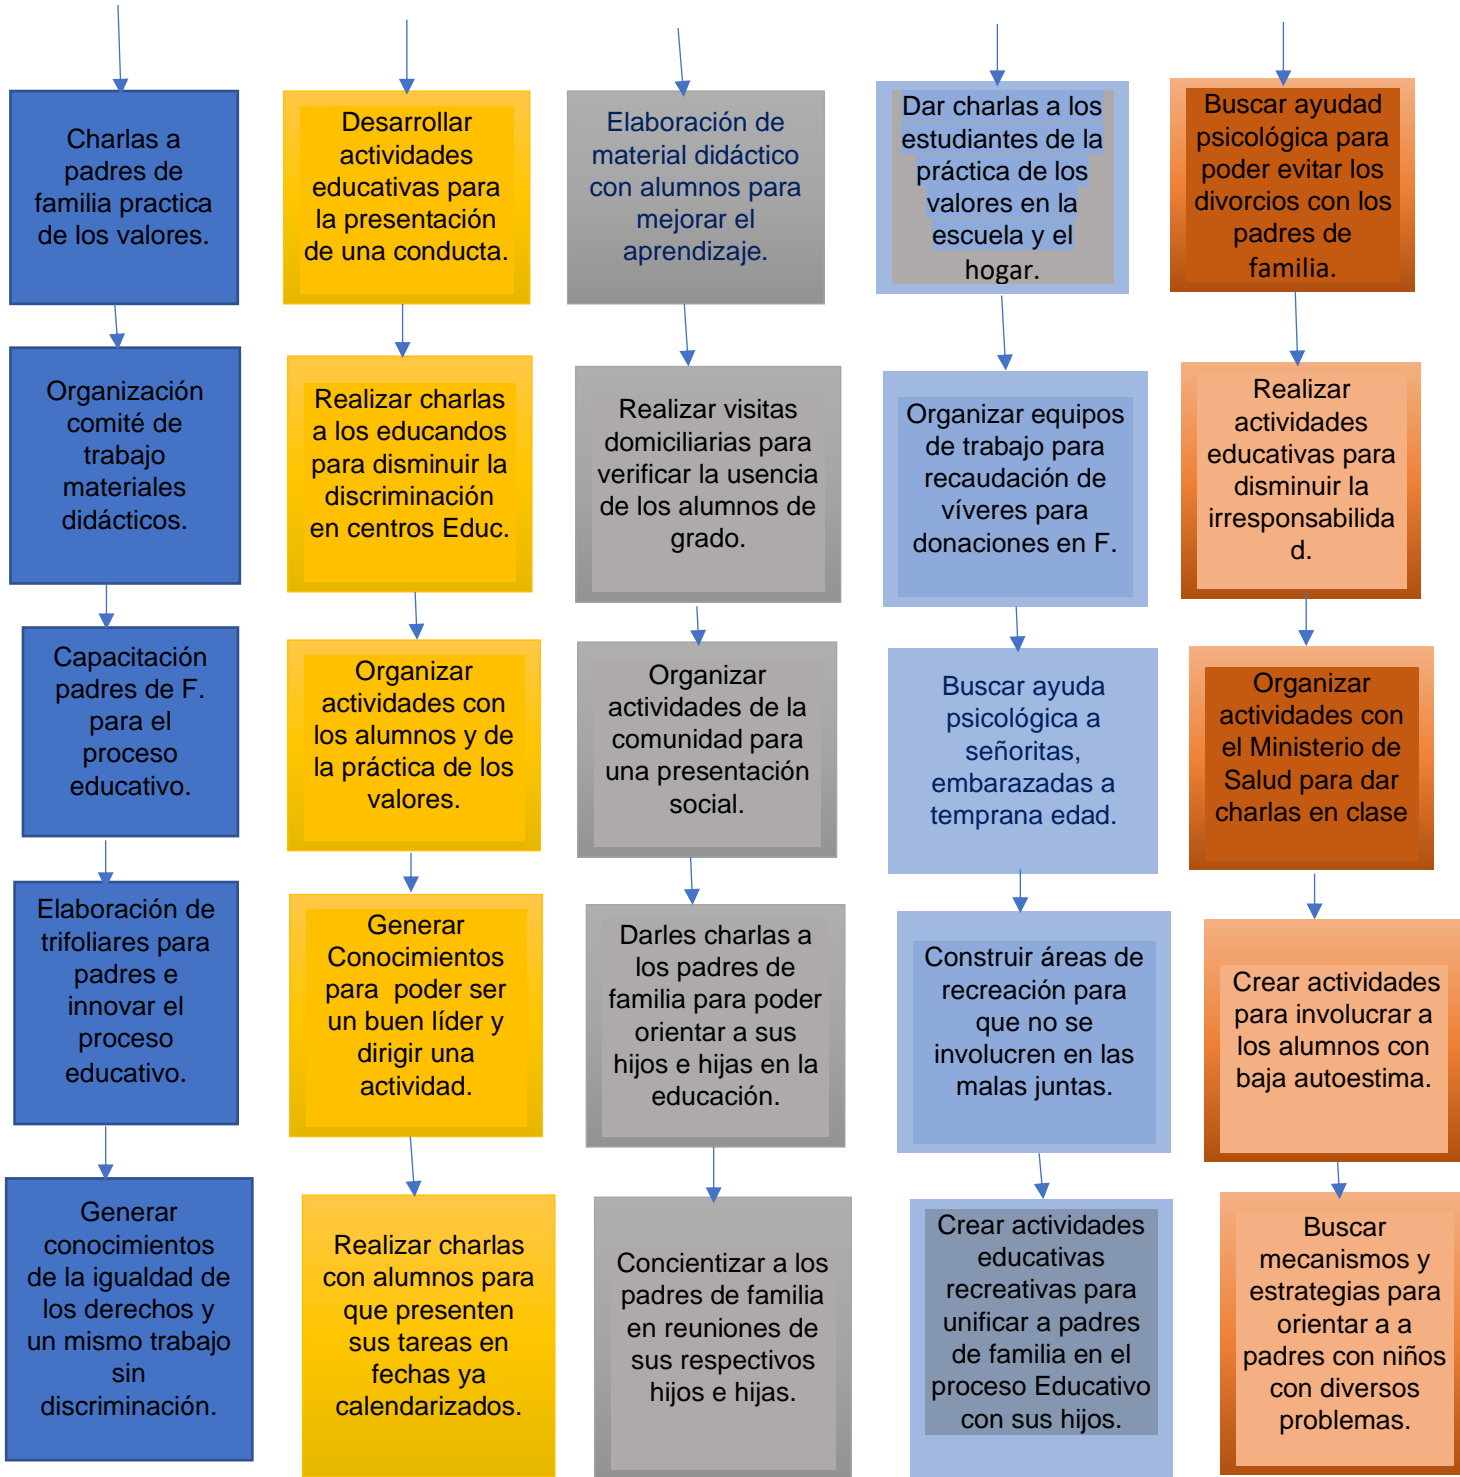 Charlas a
padres de
familia practica
de los valores.
Organización
comité de
trabajo
materiales
didácticos.
Capacitación
padres de F.
para el
proceso
educativo.
Elaboración de
trifoliares para
padres e
innovar el
proceso
educativo.
Generar
conocimientos
de la igualdad de
los derechos y
un mismo trabajo
sin
discriminación.
Desarrollar
actividades
educativas para
la presentación
de una conducta.
Realizar charlas
a los educandos
para disminuir la
discriminación
en centros Educ.
Organizar
actividades con
los alumnos y de
la práctica de los
valores.
Generar
Conocimientos
para  poder ser
un buen líder y
dirigir una
actividad.
Realizar charlas
con alumnos para
que presenten
sus tareas en
fechas ya
calendarizados.
Elaboración de
material didáctico
con alumnos para
mejorar el
aprendizaje.
Realizar visitas
domiciliarias para
verificar la usencia
de los alumnos de
grado.
Organizar
actividades de la
comunidad para
una presentación
social.
Darles charlas a
los padres de
familia para poder
orientar a sus
hijos e hijas en la
educación.
Concientizar a los
padres de familia
en reuniones de
sus respectivos
hijos e hijas.
Dar charlas a los
estudiantes de la
práctica de los
valores en la
escuela y el
hogar.
Organizar equipos
de trabajo para
recaudación de
víveres para
donaciones en F.
Buscar ayuda
psicológica a
señoritas,
embarazadas a
temprana edad.
Construir áreas de
recreación para
que no se
involucren en las
malas juntas.
Crear actividades
educativas
recreativas para
unificar a padres
de familia en el
proceso Educativo
con sus hijos.
Buscar ayudad
psicológica para
poder evitar los
divorcios con los
padres de
familia.
Realizar
actividades
educativas para
disminuir la
irresponsabilida
d.
Organizar
actividades con
el Ministerio de
Salud para dar
charlas en clase
Crear actividades
para involucrar a
los alumnos con
baja autoestima.
Buscar
mecanismos y
estrategias para
orientar a a
padres con niños
con diversos
problemas.